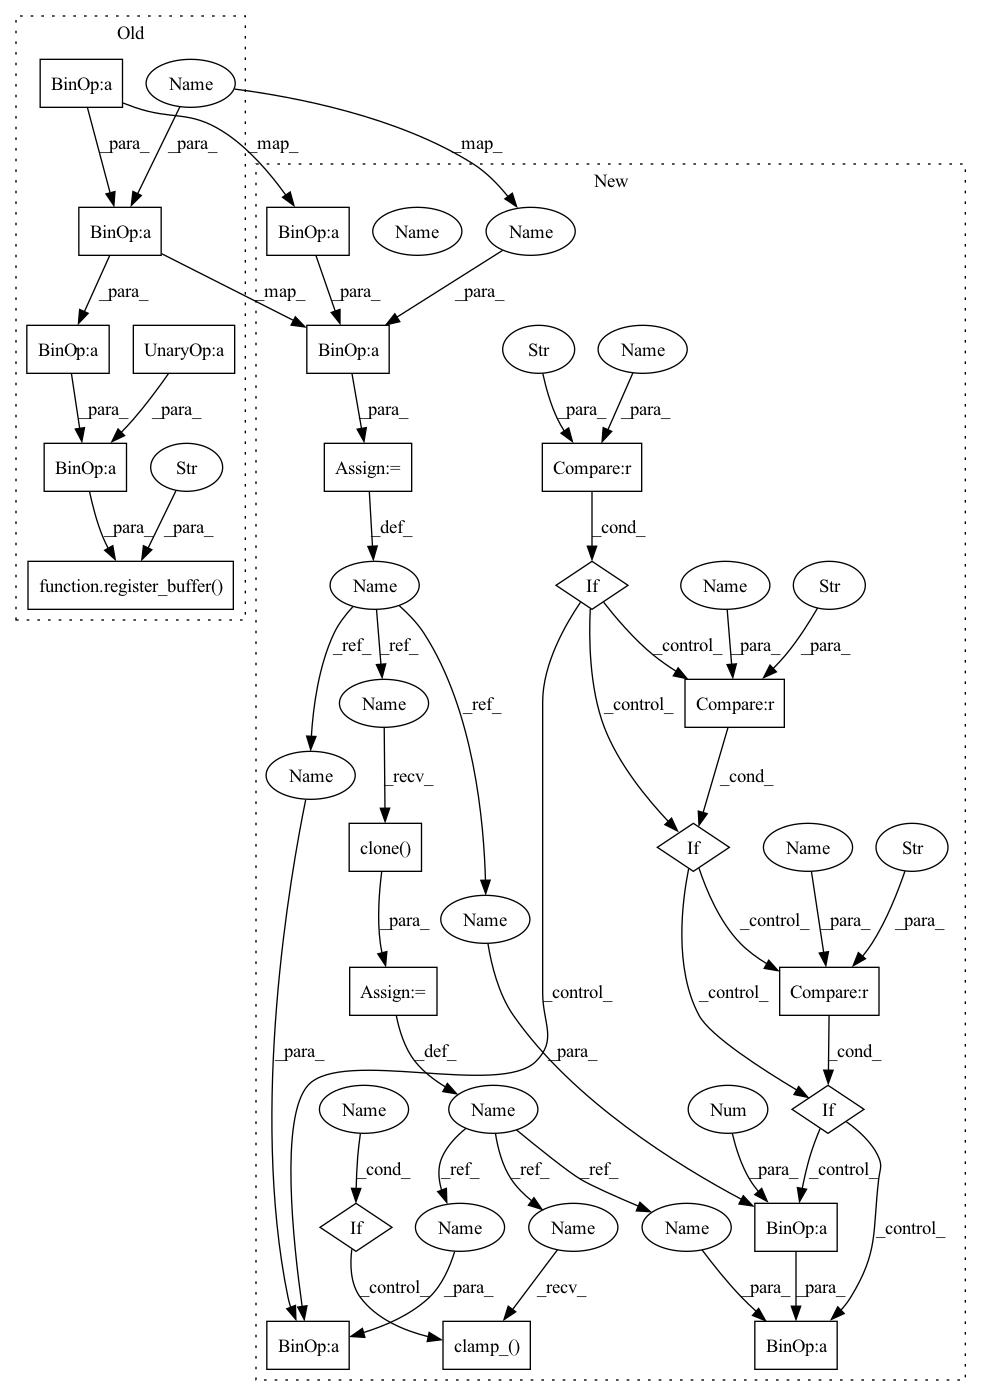 Old
BinOp:a
Name
_para_
_para_
_map_
_map_
New
BinOp:a
BinOp:a
Name
Name
_para_
_map_
_para_
_para_
BinOp:a
UnaryOp:a
BinOp:a
Str
Name
_para_
_para_
_para_
_para_
_para_
BinOp:a
Str
Assign:=
Compare:r
_para_
_para_
_def_
_cond_
function.register_buffer()
Name
If
Name
Str
_ref_
_ref_
_control_
_para_
_para_
Name
_ref_
_control_
Compare:r
Name
_recv_
_cond_
clone()
If
Name
Str
_para_
Name
_control_
_para_
_para_
Assign:=
_control_
_control_
Compare:r
_para_
_def_
_para_
_cond_
Name
Name
Num
If
_cond_
_ref_
_ref_
_ref_
_para_
_control_
If
Name
Name
Name
BinOp:a
_control_
_control_
_para_
_recv_
_para_
_para_
BinOp:a
clamp_()
BinOp:a